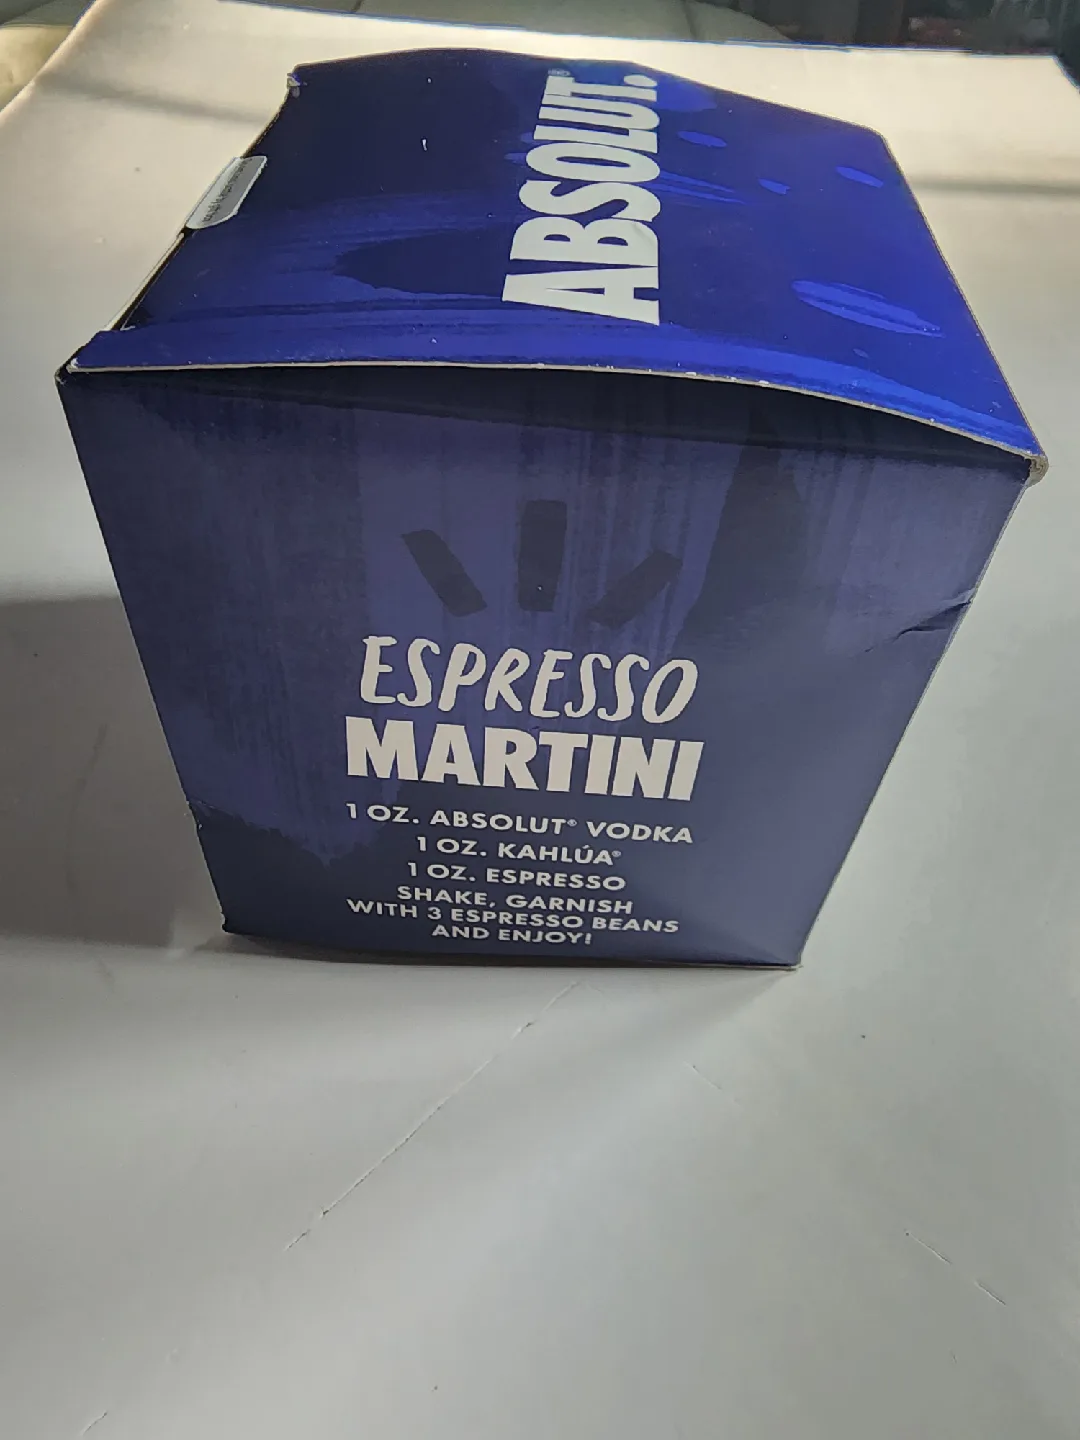 ABSOLUT.®
ESPRESSO
MARTINI
1 OZ. ABSOLUT® VODKA
1 OZ. KAHLÚA®
1 OZ. ESPRESSO
SHAKE, GARNISH
WITH 3 ESPRESSO BEANS
AND ENJOY!